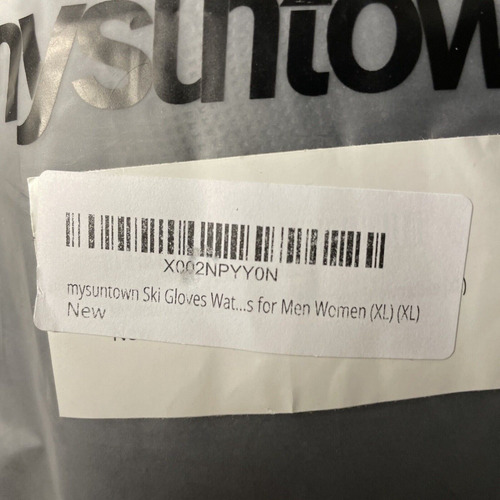 mysuntow
X002NPYY0N
mysuntown Ski Gloves Wat...s for Men Women (XL) (XL)
New